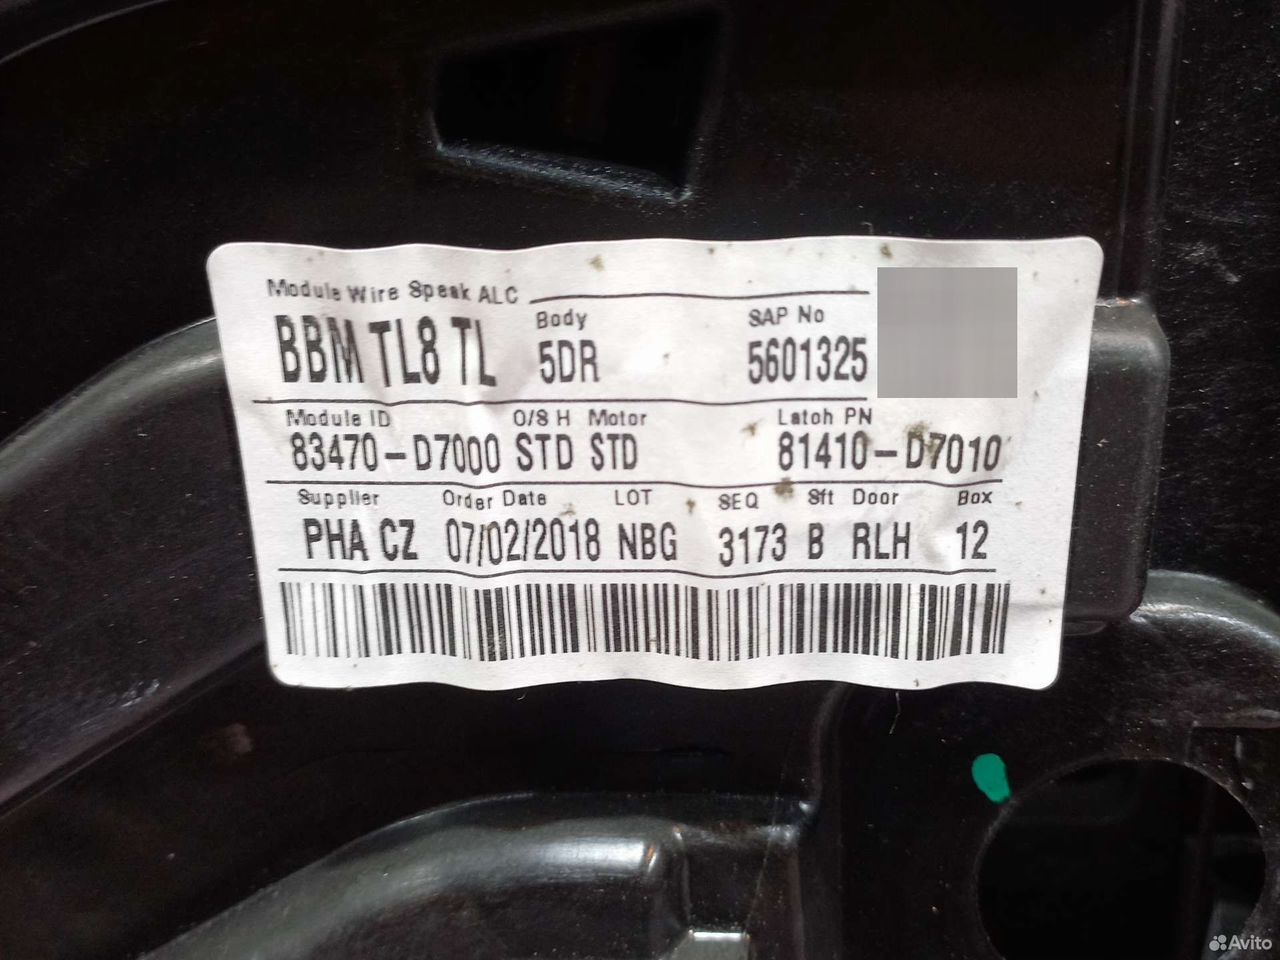 Module Wire Speak ALC
Body SAP No
BBM TL8 TL 5DR 5601325
Module ID O/S H Motor Latch PN
83470-D7000 STD STD 81410-D7010
Supplier Order Date LOT SEQ Sft Door Box
PHA CZ 07/02/2018 NBG 3173 B RLH 12
Avito